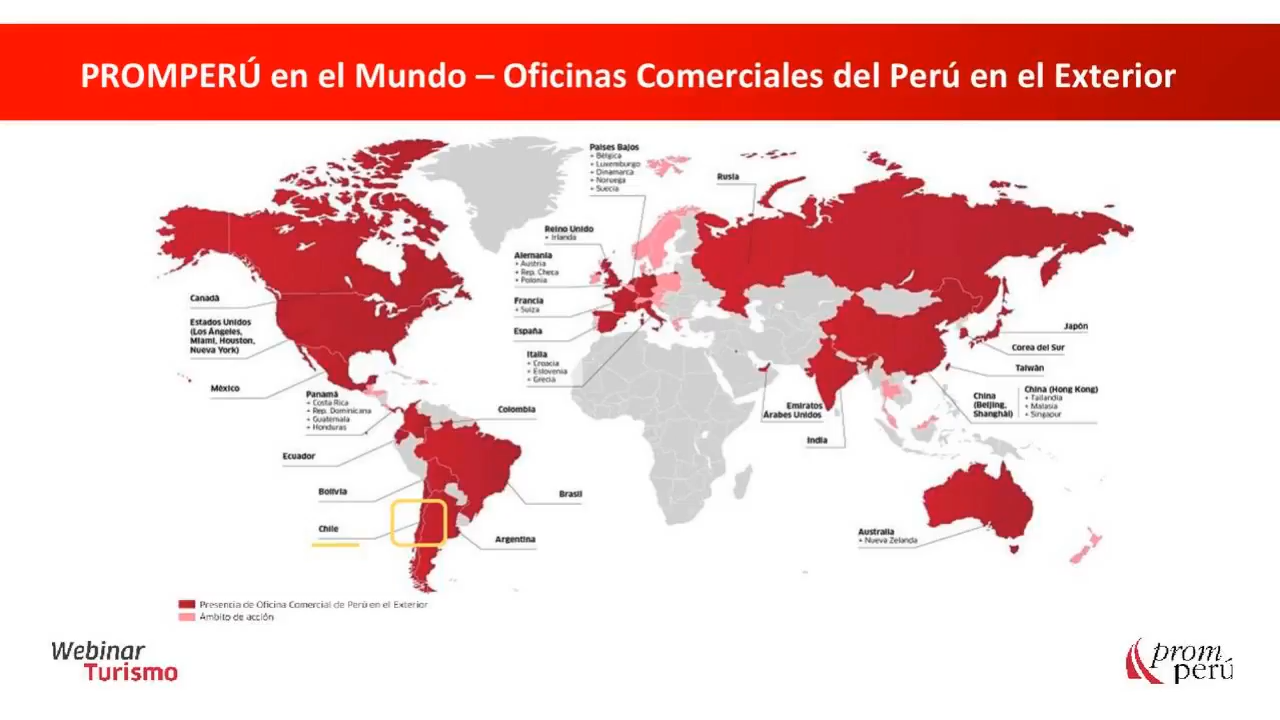 PROMPERÚ en el Mundo – Oficinas Comerciales del Perú en el Exterior
Países Bajos
+ Bélgica
+ Luxemburgo
+ Dinamarca
+ Noruega
+ Suecia
Rusia
Reino Unido
+ Irlanda
Alemania
+ Austria
+ Rep. Checa
+ Polonia
Francia
+ Suiza
España
Italia
+ Croacia
+ Eslovenia
+ Grecia
Canadá
Estados Unidos
(Los Ángeles,
Miami, Houston,
Nueva York)
México
Panamá
+ Costa Rica
+ Rep. Dominicana
+ Guatemala
+ Honduras
Colombia
Ecuador
Bolivia
Chile
Brasil
Argentina
Emiratos
Árabes Unidos
India
Japón
Corea del Sur
Taiwán
China
(Beijing,
Shanghái)
China (Hong Kong)
+ Tailandia
+ Malasia
+ Singapur
Australia
+ Nueva Zelanda
Presencia de Oficina Comercial de Perú en el Exterior
Ámbito de acción
Webinar
Turismo
prom
perú